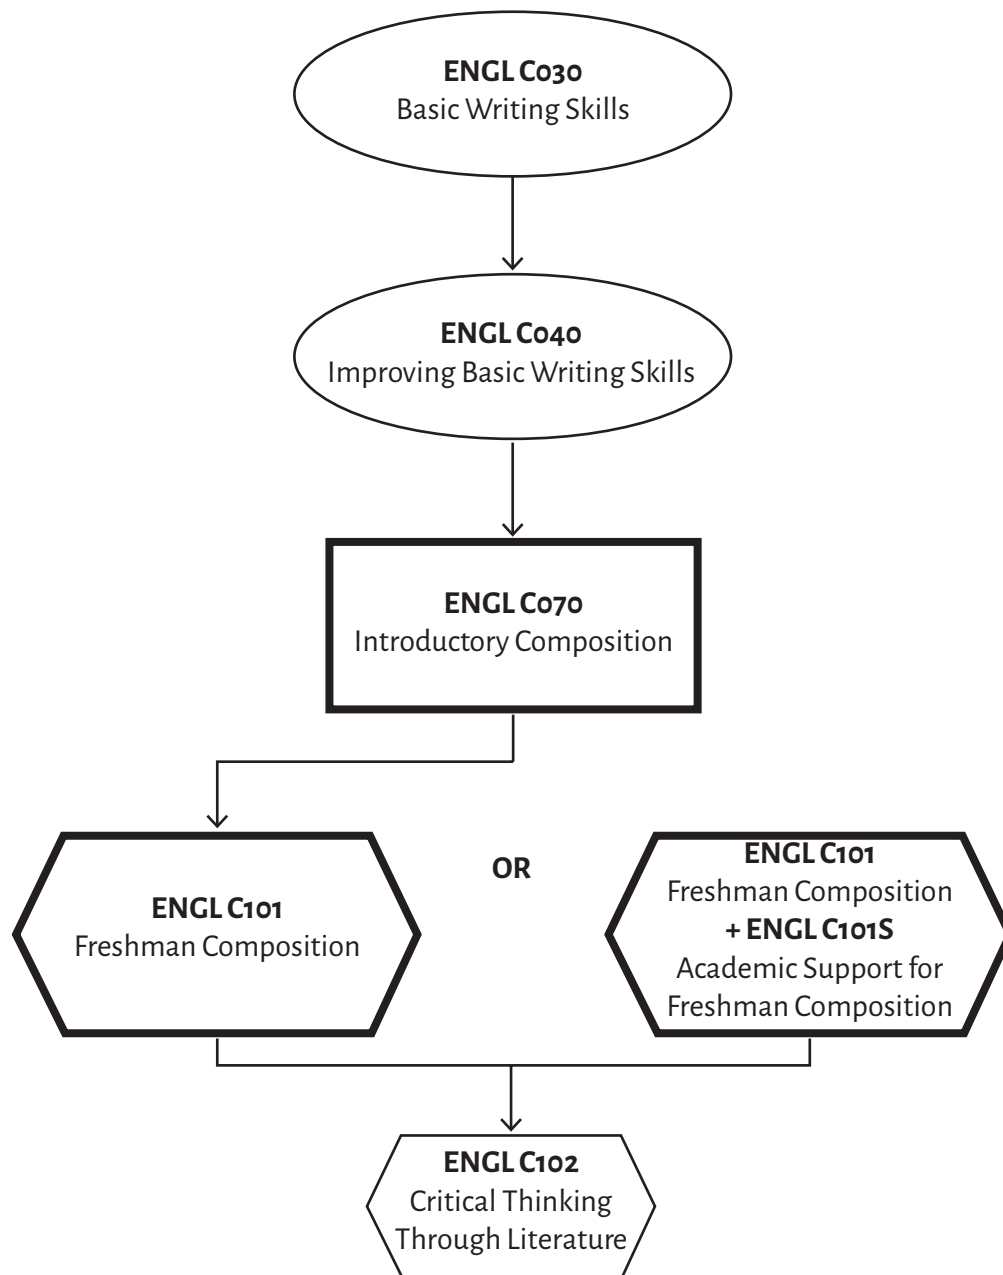 ENGL C030
Basic Writing Skills
ENGL C040
Improving Basic Writing Skills
ENGL C070
Introductory Composition
ENGL C101
Freshman Composition
OR
ENGL C101
Freshman Composition
+ ENGL C101S
Academic Support for
Freshman Composition
ENGL C102
Critical Thinking
Through Literature